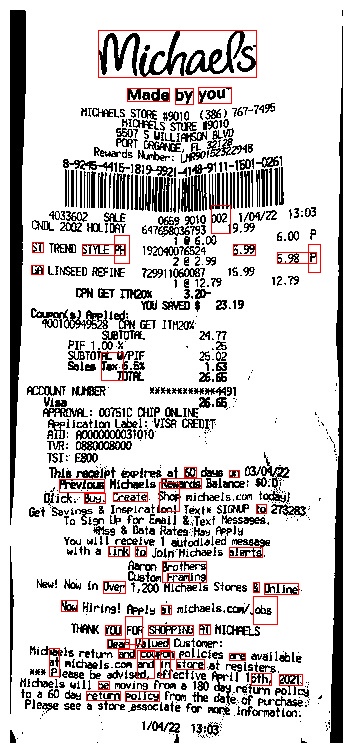 Michaels
Made by you
MICHAELS STORE #9010 (386) 767-7495
MICHAELS STORE #9010
5507 S WILLIAMSON BLVD
PORT ORGANGE, FL 32128
Rewards Number:
8-9245-4416-1819-9921-4148-9111-1501-0261
4033602 SALE 0669 9010 002 1/04/22 13:03
CNDL 2002 HOLIDAY 647658036793 19.99
1 @ 6.00 6.00 P
ST TREND STYLE PH 192040076524 6.99
2 @ 2.99 5.98 P
GA LINSEED REFINE 729911060087 15.99
1 @ 12.79 12.79
CPN GET ITM20% 3.20-
YOU SAVED $ 23.19
Coupon(s) Applied:
400100949528 CPN GET ITM20%
SUBTOTAL 24.77
PIF 1.00 % .25
SUBTOTAL W/PIF 25.02
Sales Tax 6.5% 1.63
TOTAL 26.65
ACCOUNT NUMBER ************4491
Visa 26.65
APPROVAL: 00751C CHIP ONLINE
Application Label: VISA CREDIT
AID: A0000000031010
TVR: 0880008000
TSI: E800
This receipt expires at 60 days on 03/04/22
Previous Michaels Rewards Balance: $0.0
Click. Buy. Create. Shop michaels.com today!
Get Savings & Inspiration! Text* SIGNUP to 273283
To Sign Up for Email & Text Messages.
*Msg & Data Rates May Apply
You will receive 1 autodialed message
with a link to join Michaels alerts.
Aaron Brothers
Custom Framing
New! Now in Over 1,200 Michaels Stores & Online
Now Hiring! Apply at michaels.com/jobs
THANK YOU FOR SHOPPING AT MICHAELS
Dear Valued Customer:
Michaels return and coupon policies are available
at michaels.com and in store at registers.
*** Please be advised, effective April 15th, 2021,
Michaels will be moving from a 180 day return policy
to a 60 day return policy from the date of purchase.
Please see a store associate for more information.
1/04/22 13:03